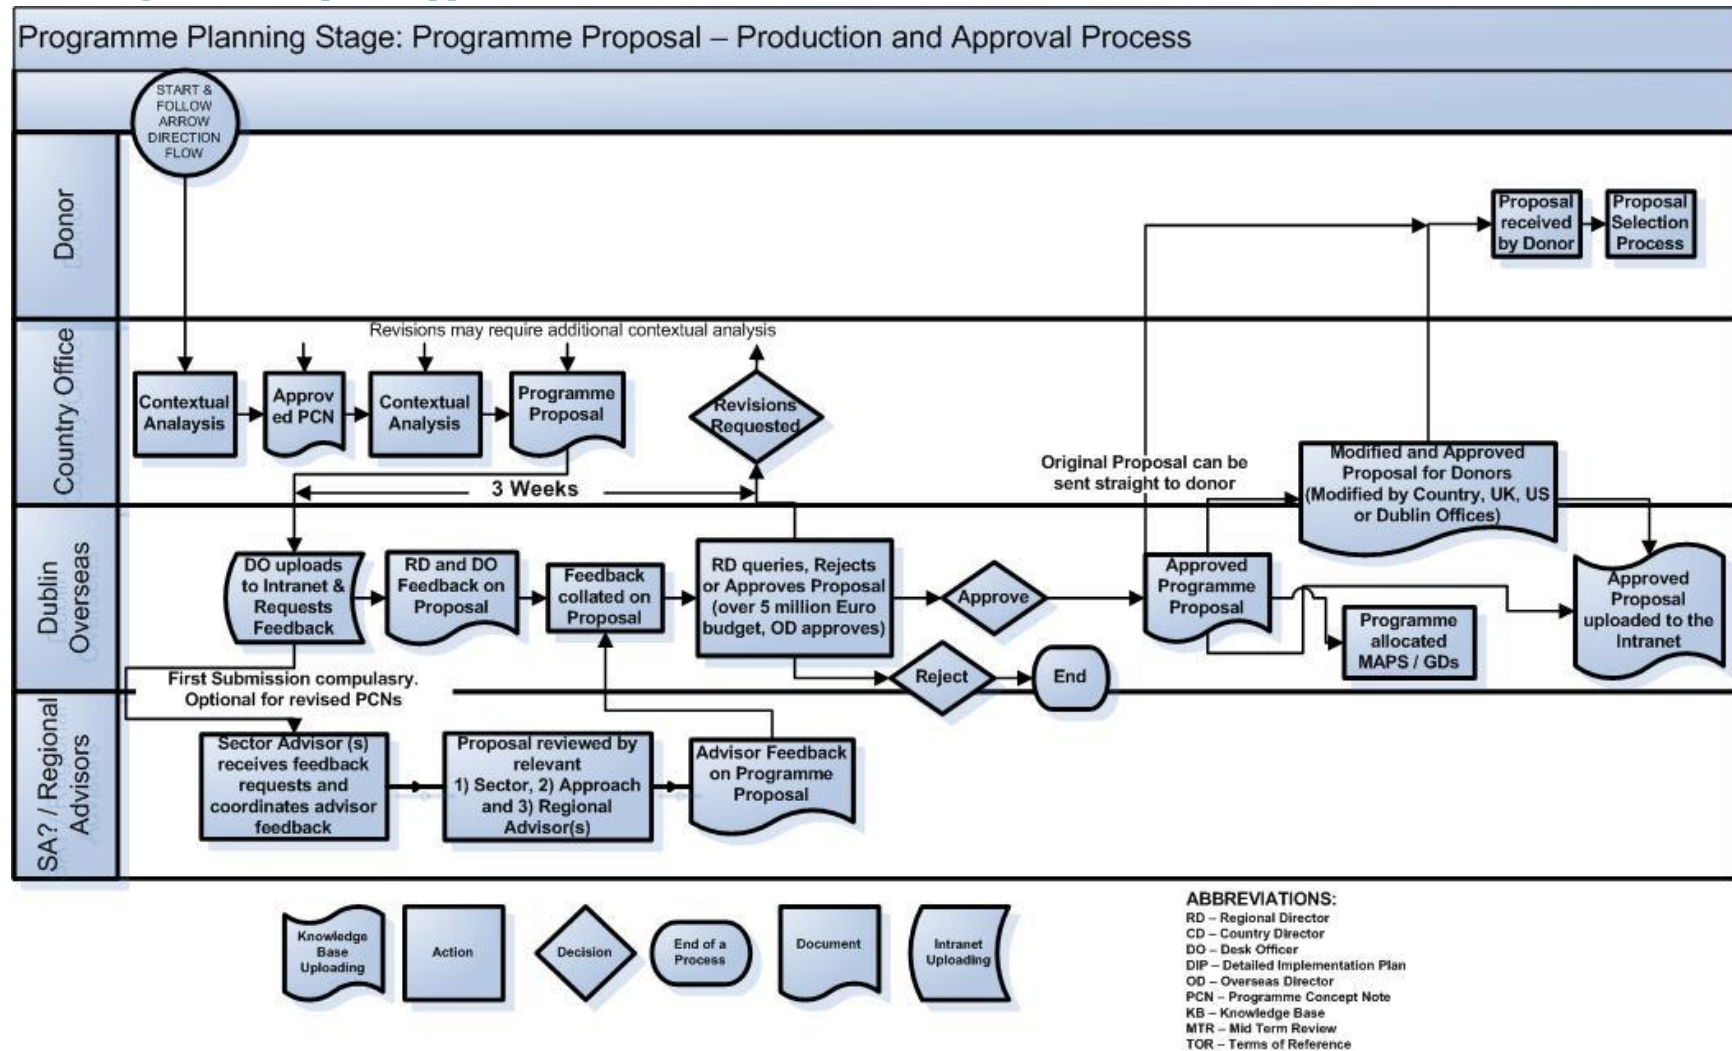 Programme Planning Stage: Programme Proposal – Production and Approval Process
START &
FOLLOW
ARROW
DIRECTION
FLOW
Donor
Proposal
received
by Donor
Proposal
Selection
Process
Country Office
Revisions may require additional contextual analysis
Contextual
Analaysis
Approv
ed PCN
Contextual
Analysis
Programme
Proposal
Revisions
Requested
3 Weeks
Original Proposal can be
sent straight to donor
Modified and Approved
Proposal for Donors
(Modified by Country, UK, US
or Dublin Offices)
Dublin
Overseas
DO uploads
to Intranet &
Requests
Feedback
RD and DO
Feedback on
Proposal
Feedback
collated on
Proposal
RD queries, Rejects
or Approves Proposal
(over 5 million Euro
budget, OD approves)
Approve
Reject
End
Approved
Programme
Proposal
Programme
allocated
MAPS / GDs
Approved
Proposal
uploaded to the
Intranet
First Submission compulasry.
Optional for revised PCNs
SA? / Regional
Advisors
Sector Advisor (s)
receives feedback
requests and
coordinates advisor
feedback
Proposal reviewed by
relevant
1) Sector, 2) Approach
and 3) Regional
Advisor(s)
Advisor Feedback
on Programme
Proposal
Knowledge
Base
Uploading
Action
Decision
End of a
Process
Document
Intranet
Uploading
ABBREVIATIONS:
RD – Regional Director
CD – Country Director
DO – Desk Officer
DIP – Detailed Implementation Plan
OD – Overseas Director
PCN – Programme Concept Note
KB – Knowledge Base
MTR – Mid Term Review
TOR – Terms of Reference